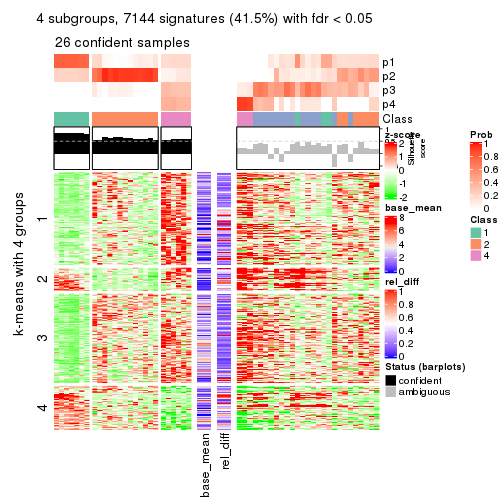 4 subgroups, 7144 signatures (41.5%) with fdr < 0.05
26 confident samples
p1
p2
p3
p4
Class
1
Silhouette
score
z-score
2
1
0
-1
-2
base_mean
8
6
4
2
0
rel_diff
1
0.8
0.6
0.4
0.2
0
Status (barplots)
confident
ambiguous
Prob
1
0.8
0.6
0.4
0.2
0
Class
1
2
4
k-means with 4 groups
1
2
3
4
base_mean
rel_diff